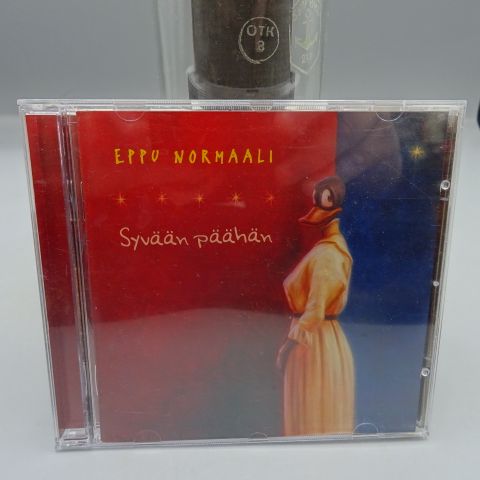 OTK
8
EPPU NORMAALI
Syvään päähän